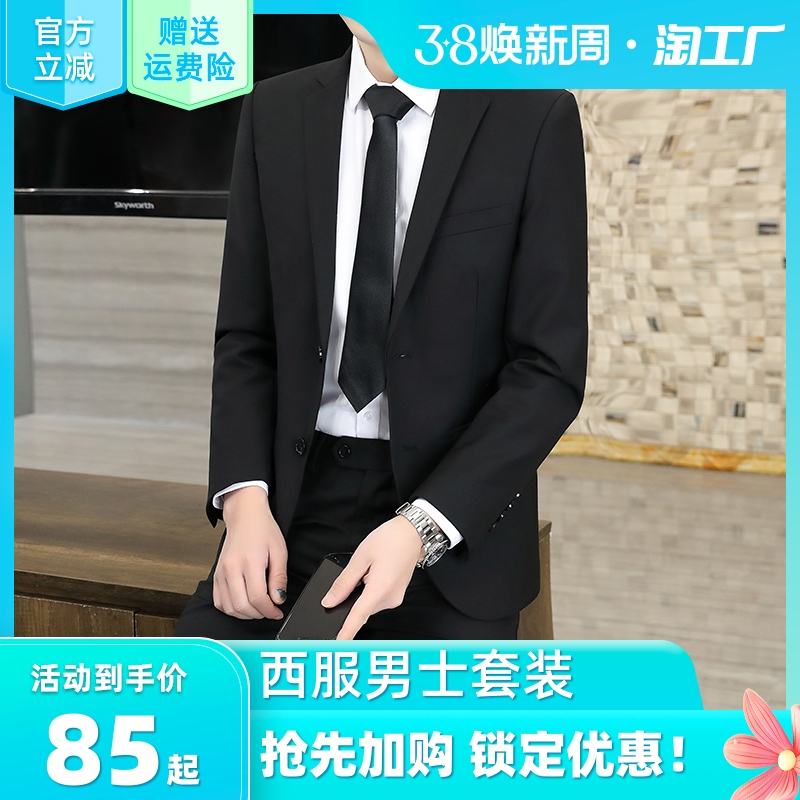 官方
立减
赠送
运费险
3·8焕新周·淘工厂
Skyworth
活动到手价
85起
西服男士套装
抢先加购 锁定优惠!